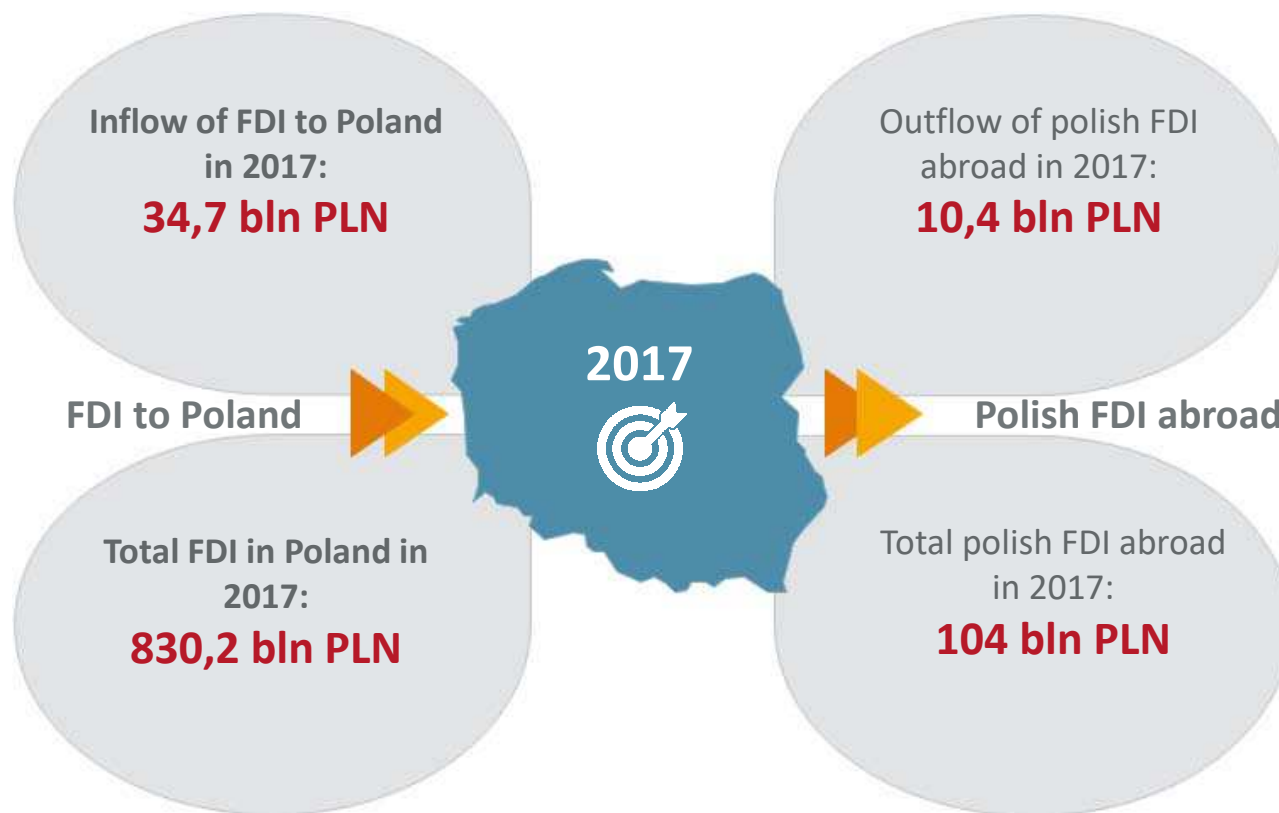 Inflow of FDI to Poland
in 2017:
34,7 bln PLN
Outflow of polish FDI
abroad in 2017:
10,4 bln PLN
2017
FDI to Poland
Polish FDI abroad
Total FDI in Poland in
2017:
830,2 bln PLN
Total polish FDI abroad
in 2017:
104 bln PLN